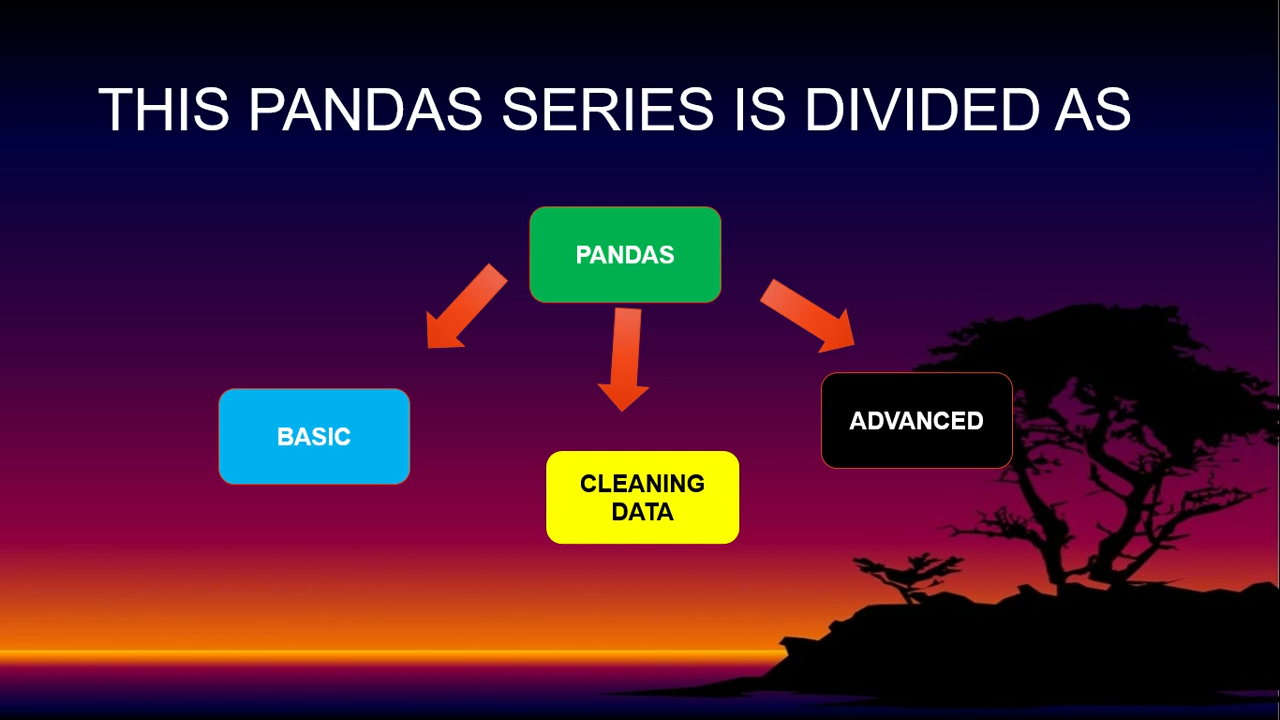 THIS PANDAS SERIES IS DIVIDED AS
PANDAS
BASIC
CLEANING
DATA
ADVANCED